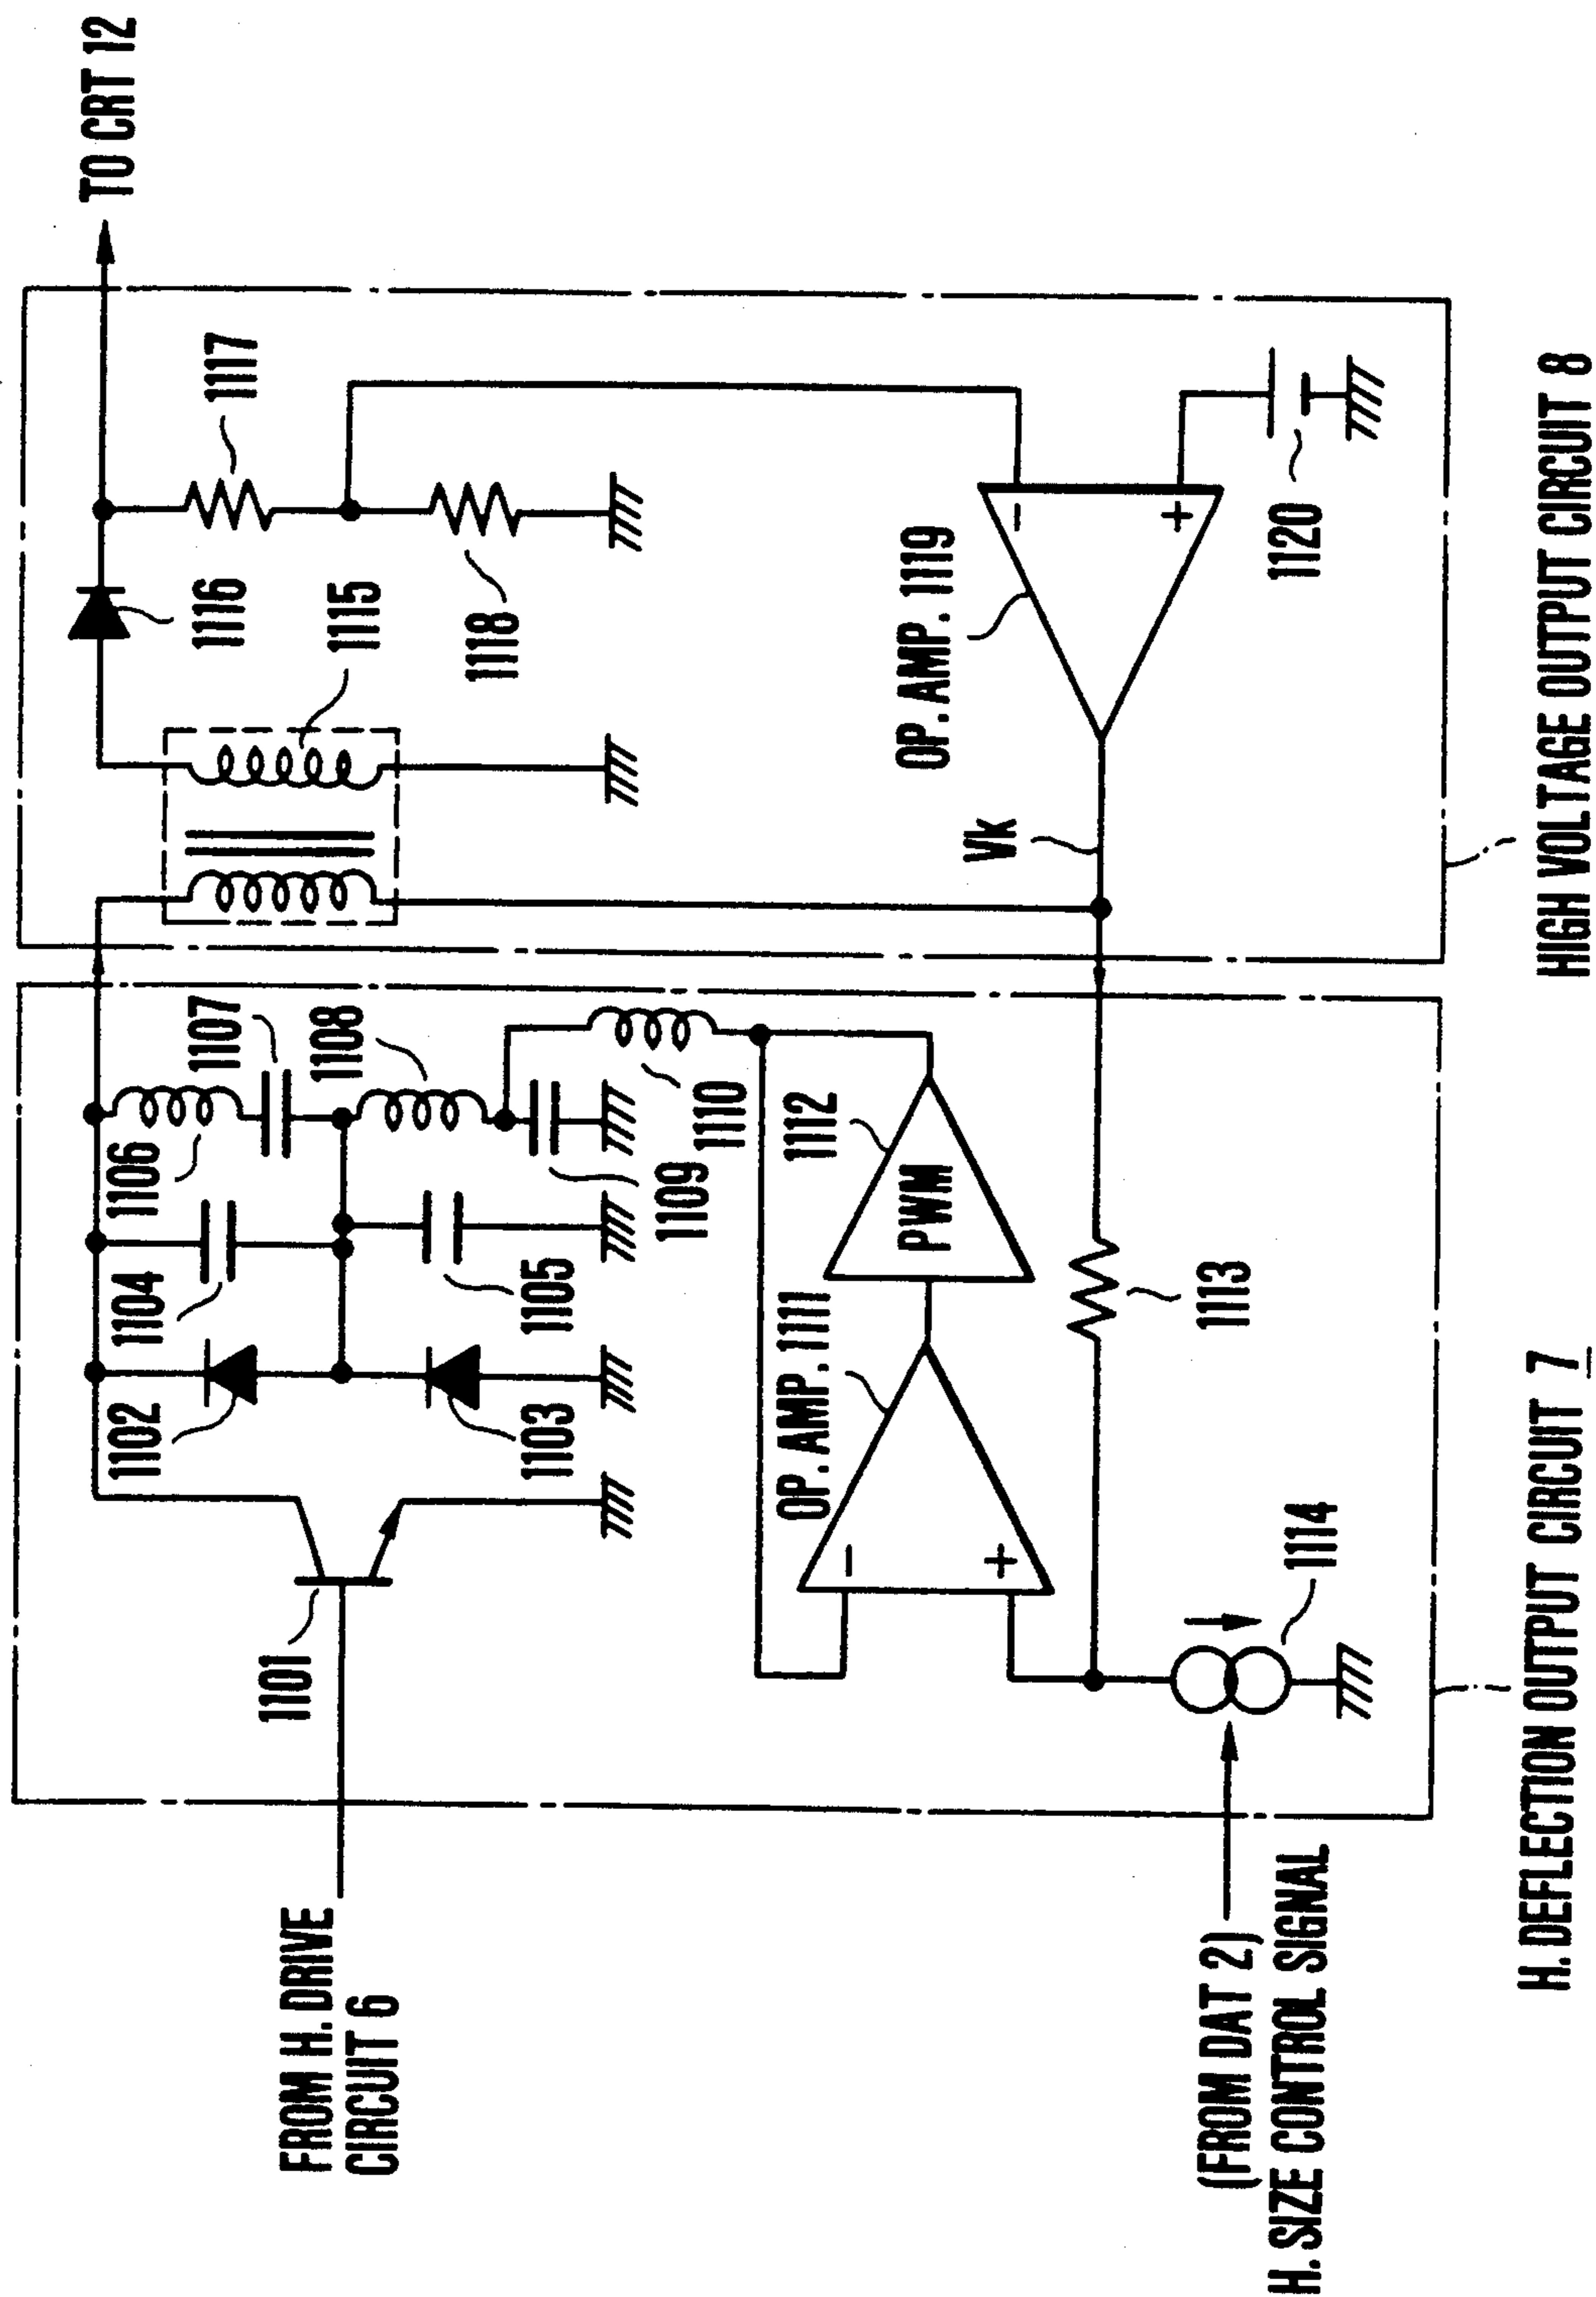 FROM H. DRIVE
CIRCUIT 6
1101
1102
1103
1104
1105
1106
1107
1108
1109
1110
OP. AMP. 1111
−
+
PWM
1112
1113
1114
(FROM DAT 2)
H. SIZE CONTROL SIGNAL
H. DEFLECTION OUTPUT CIRCUIT 7
TO CRT 12
1116
1115
1117
1118
OP. AMP. 1119
−
+
Vk
1120
HIGH VOLTAGE OUTPUT CIRCUIT 8